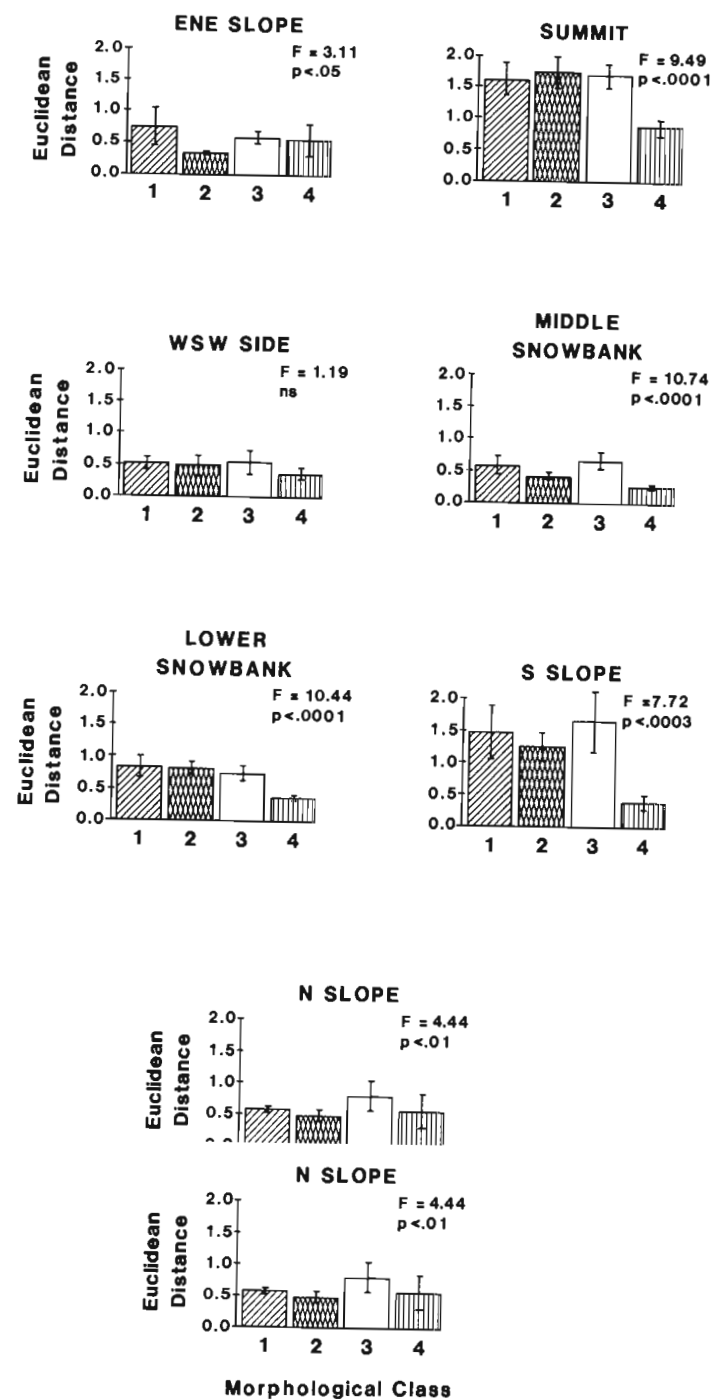 ENE SLOPE
F = 3.11
p<.05
Euclidean
Distance
2.0
1.5
1.0
0.5
0.0
1 2 3 4
SUMMIT
F = 9.49
p<.0001
2.0
1.5
1.0
0.5
0.0
1 2 3 4
WSW SIDE
F = 1.19
ns
Euclidean
Distance
2.0
1.5
1.0
0.5
0.0
1 2 3 4
MIDDLE
SNOWBANK
F = 10.74
p<.0001
2.0
1.5
1.0
0.5
0.0
1 2 3 4
LOWER
SNOWBANK
F = 10.44
p<.0001
Euclidean
Distance
2.0
1.5
1.0
0.5
0.0
1 2 3 4
S SLOPE
F =7.72
p<.0003
2.0
1.5
1.0
0.5
0.0
1 2 3 4
N SLOPE
F = 4.44
p<.01
Euclidean
Distance
2.0
1.5
1.0
0.5
N SLOPE
F = 4.44
p<.01
Euclidean
Distance
2.0
1.5
1.0
0.5
0.0
1 2 3 4
Morphological Class